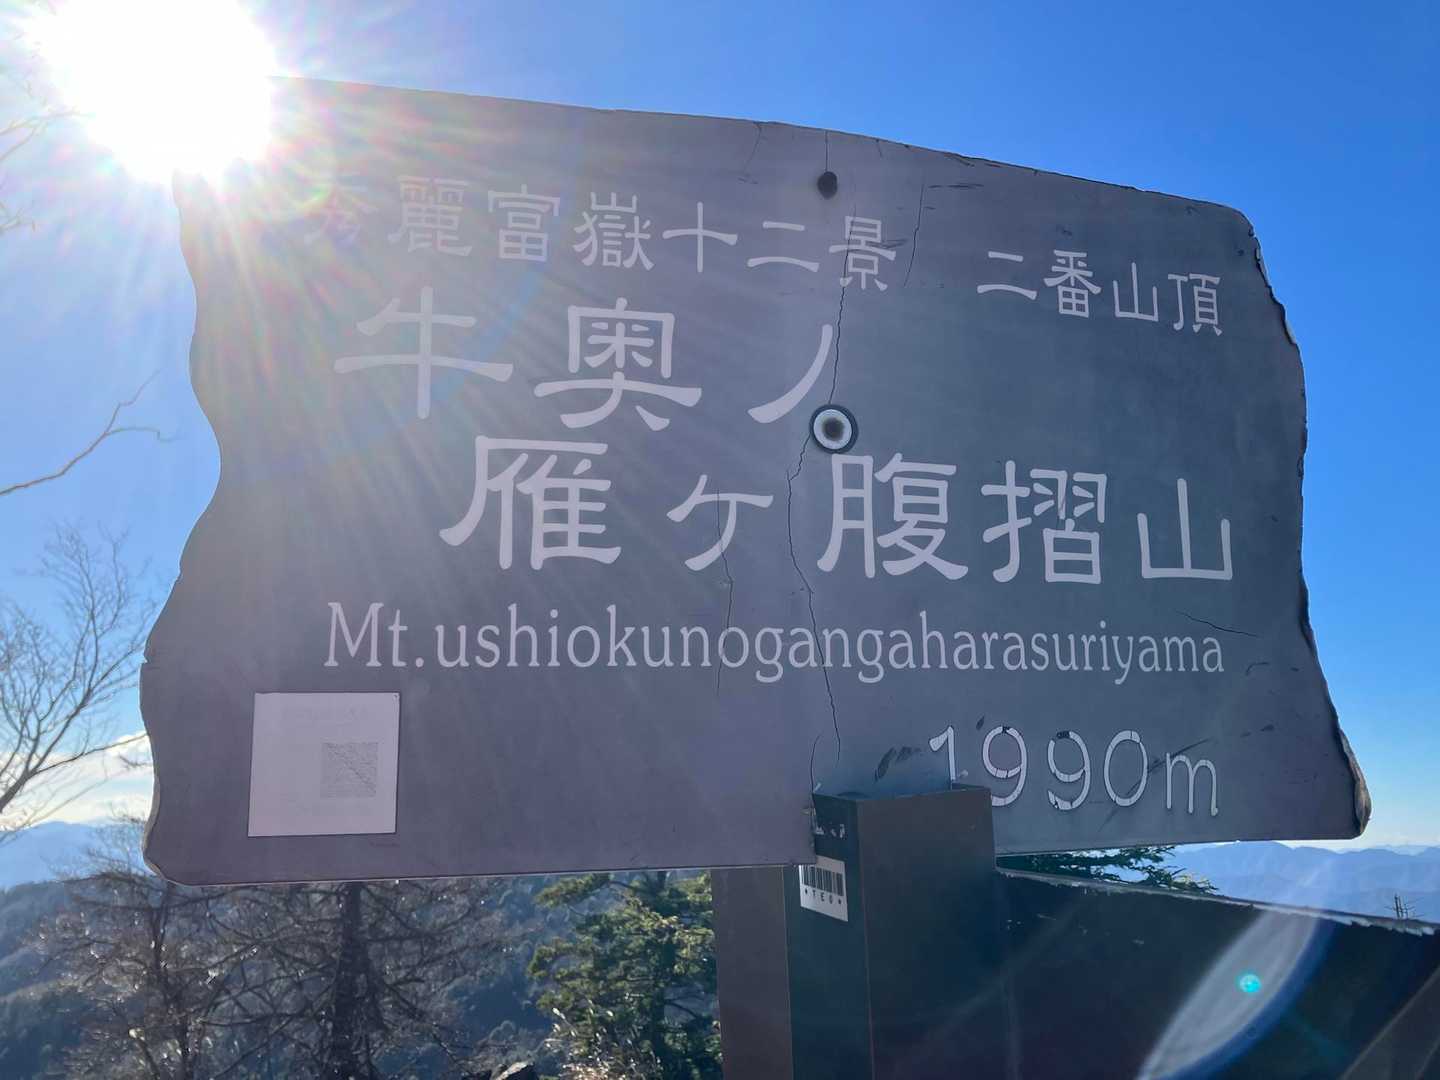 秀麗富嶽十二景 二番山頂
牛奥ノ
雁ヶ腹摺山
Mt.ushiokunogangaharasuriyama
1990m